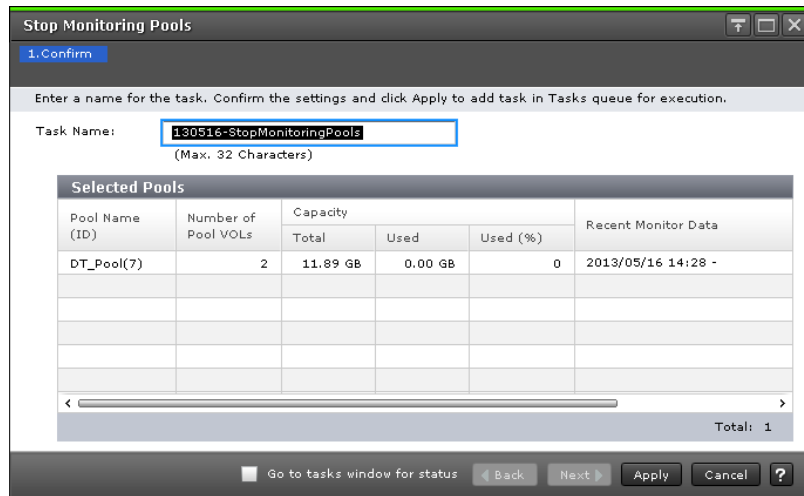 Stop Monitoring Pools
1.Confirm
Enter a name for the task. Confirm the settings and click Apply to add task in Tasks queue for execution.
Task Name: 130516-StopMonitoringPools
(Max. 32 Characters)
Selected Pools
Pool Name (ID) Number of Pool VOLs Capacity Recent Monitor Data
Total Used Used (%)
DT_Pool(7) 2 11.89 GB 0.00 GB 0 2013/05/16 14:28 -
Total: 1
Go to tasks window for status Back Next Apply Cancel ?